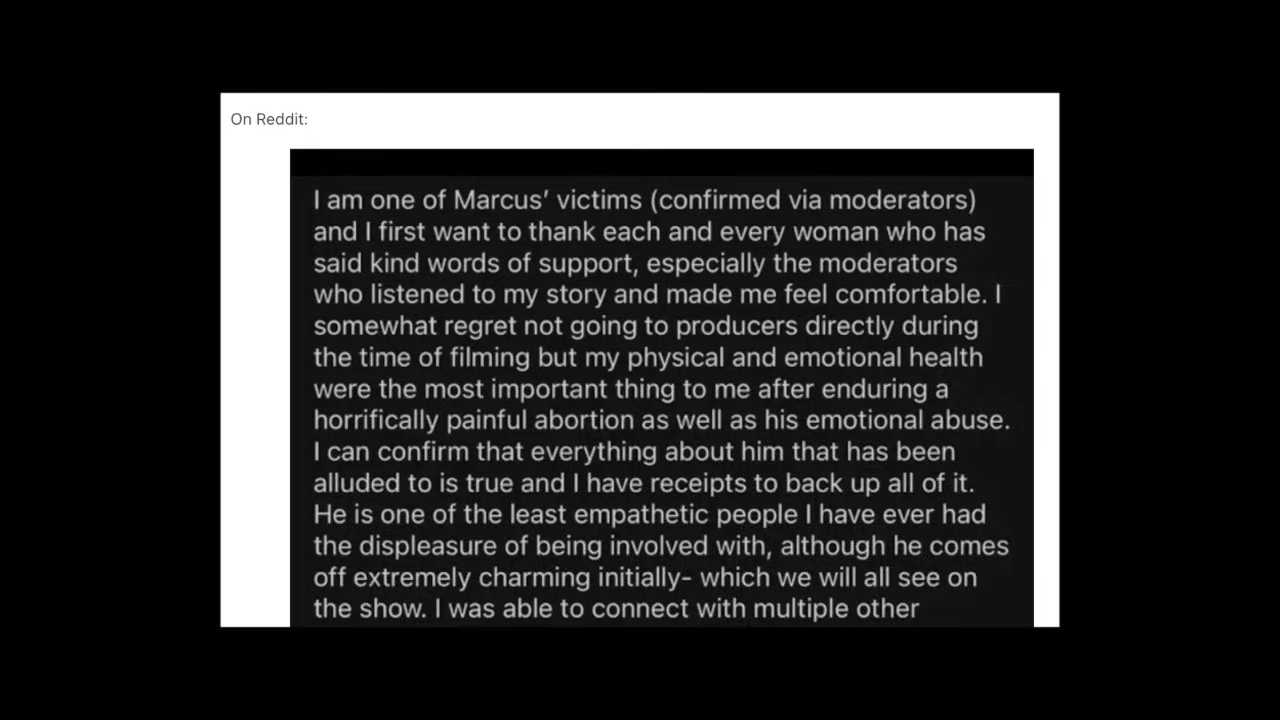 On Reddit:
I am one of Marcus’ victims (confirmed via moderators)
and I first want to thank each and every woman who has
said kind words of support, especially the moderators
who listened to my story and made me feel comfortable. I
somewhat regret not going to producers directly during
the time of filming but my physical and emotional health
were the most important thing to me after enduring a
horrifically painful abortion as well as his emotional abuse.
I can confirm that everything about him that has been
alluded to is true and I have receipts to back up all of it.
He is one of the least empathetic people I have ever had
the displeasure of being involved with, although he comes
off extremely charming initially- which we will all see on
the show. I was able to connect with multiple other